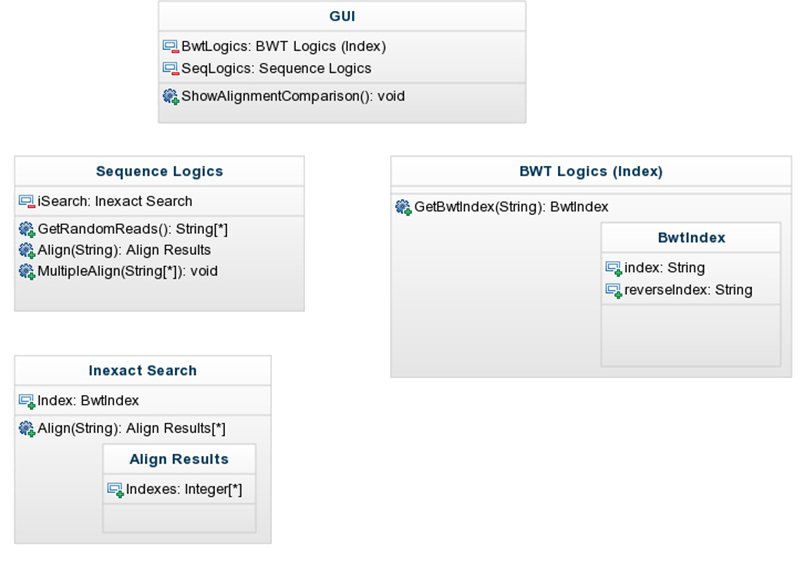 GUI
BwtLogics: BWT Logics (Index)
SeqLogics: Sequence Logics
ShowAlignmentComparison(): void
Sequence Logics
iSearch: Inexact Search
GetRandomReads(): String[*]
Align(String): Align Results
MultipleAlign(String[*]): void
BWT Logics (Index)
GetBwtIndex(String): BwtIndex
BwtIndex
index: String
reverseIndex: String
Inexact Search
Index: BwtIndex
Align(String): Align Results[*]
Align Results
Indexes: Integer[*]